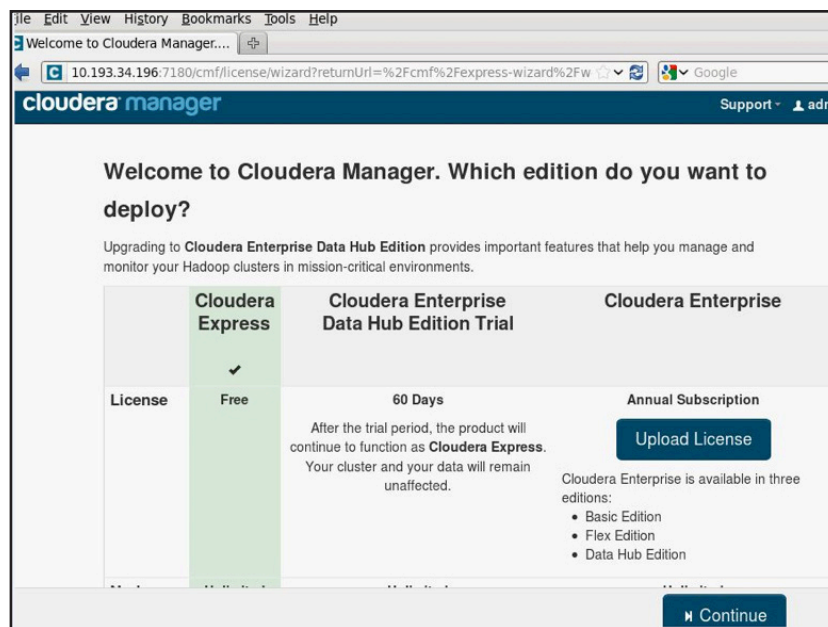 ile Edit View History Bookmarks Tools Help
Welcome to Cloudera Manager....
10.193.34.196:7180/cmf/license/wizard?returnUrl=%2Fcmf%2Fexpress-wizard%2Fw
Google
cloudera manager
Support
adr
Welcome to Cloudera Manager. Which edition do you want to
deploy?
Upgrading to Cloudera Enterprise Data Hub Edition provides important features that help you manage and
monitor your Hadoop clusters in mission-critical environments.
Cloudera
Express
Cloudera Enterprise
Data Hub Edition Trial
Cloudera Enterprise
License
Free
60 Days
After the trial period, the product will
continue to function as Cloudera Express.
Your cluster and your data will remain
unaffected.
Annual Subscription
Upload License
Cloudera Enterprise is available in three
editions:
• Basic Edition
• Flex Edition
• Data Hub Edition
Continue